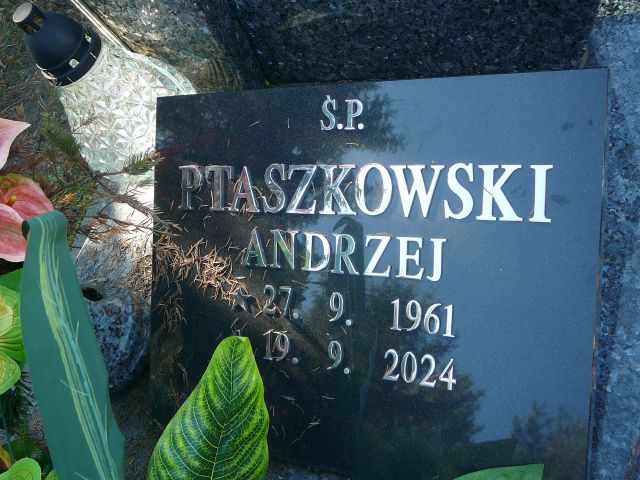 Ś.P.
PTASZKOWSKI
ANDRZEJ
★ 27. 9. 1961
19. 9. 2024